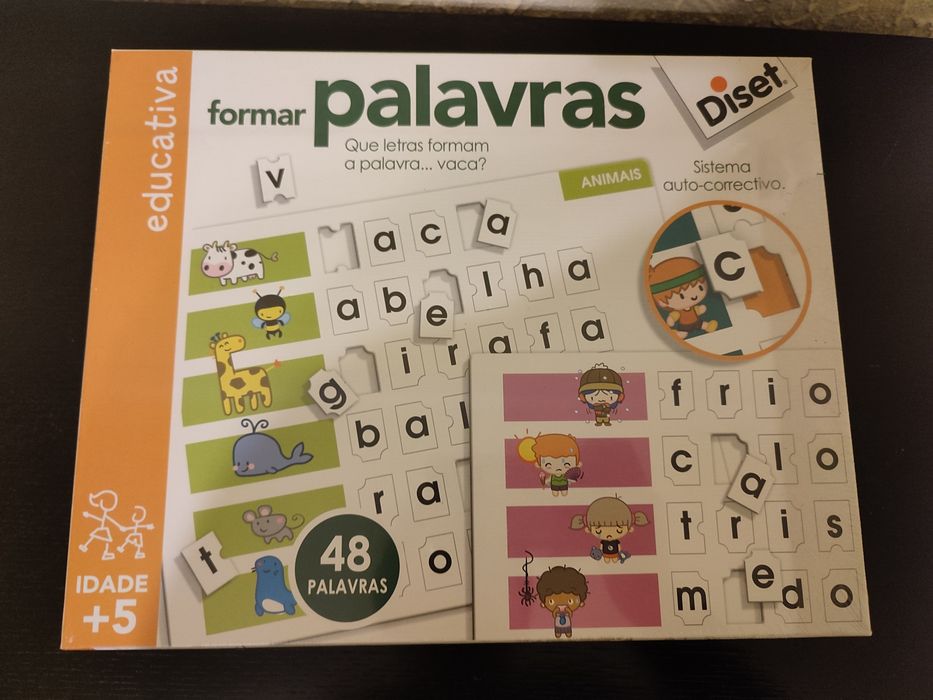 educativa
formar palavras
Diset
Que letras formam
a palavra... vaca?
Sistema
auto-correctivo.
ANIMAIS
v
a c a
a b e l h a
g i r a f a
b a l
r a
t o
c
f r i o
c a l o
t r i s
m e d o
48
PALAVRAS
IDADE
+5